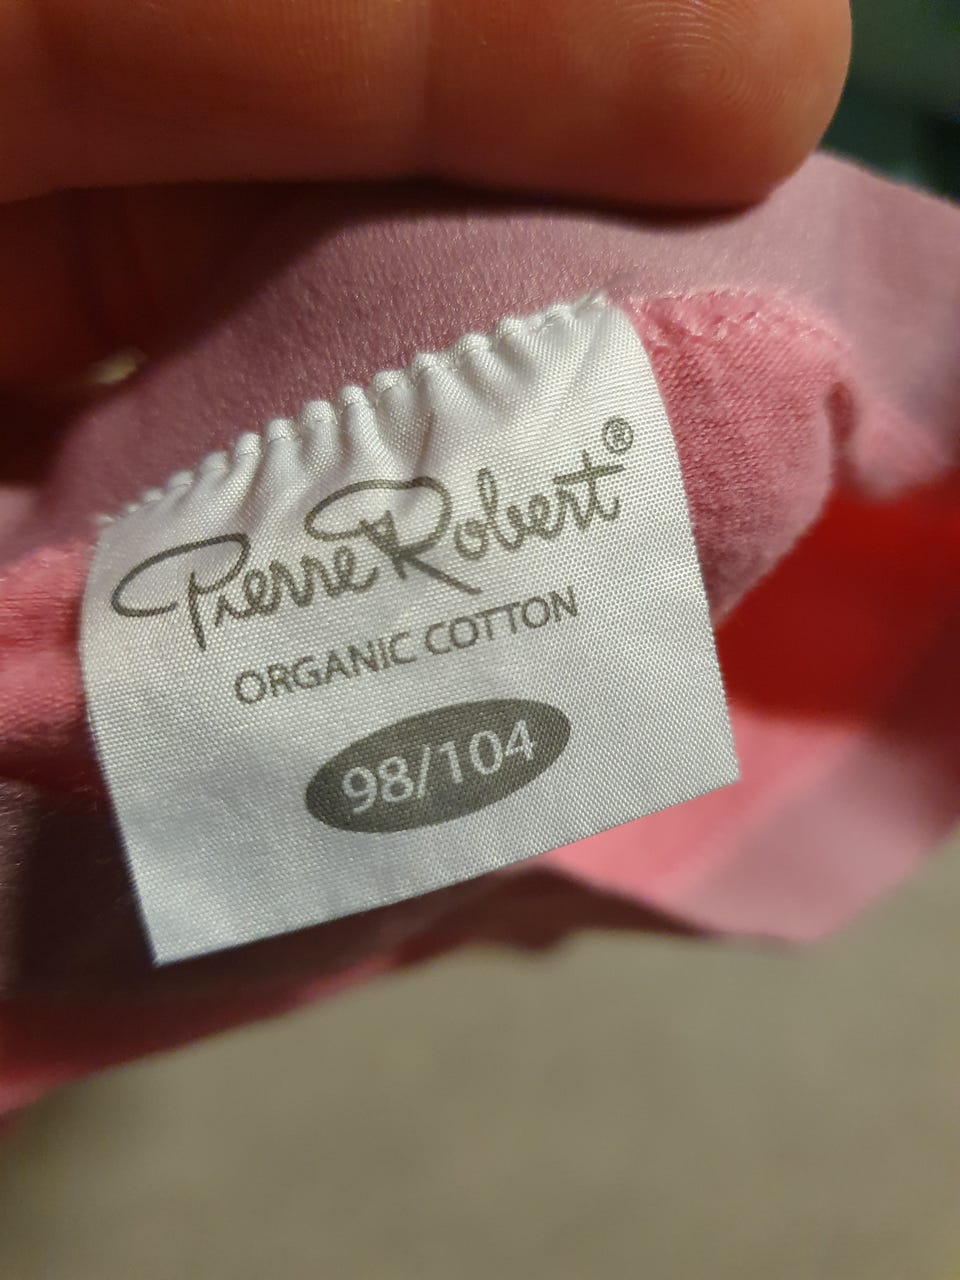 Pierre Robert®
ORGANIC COTTON
98/104